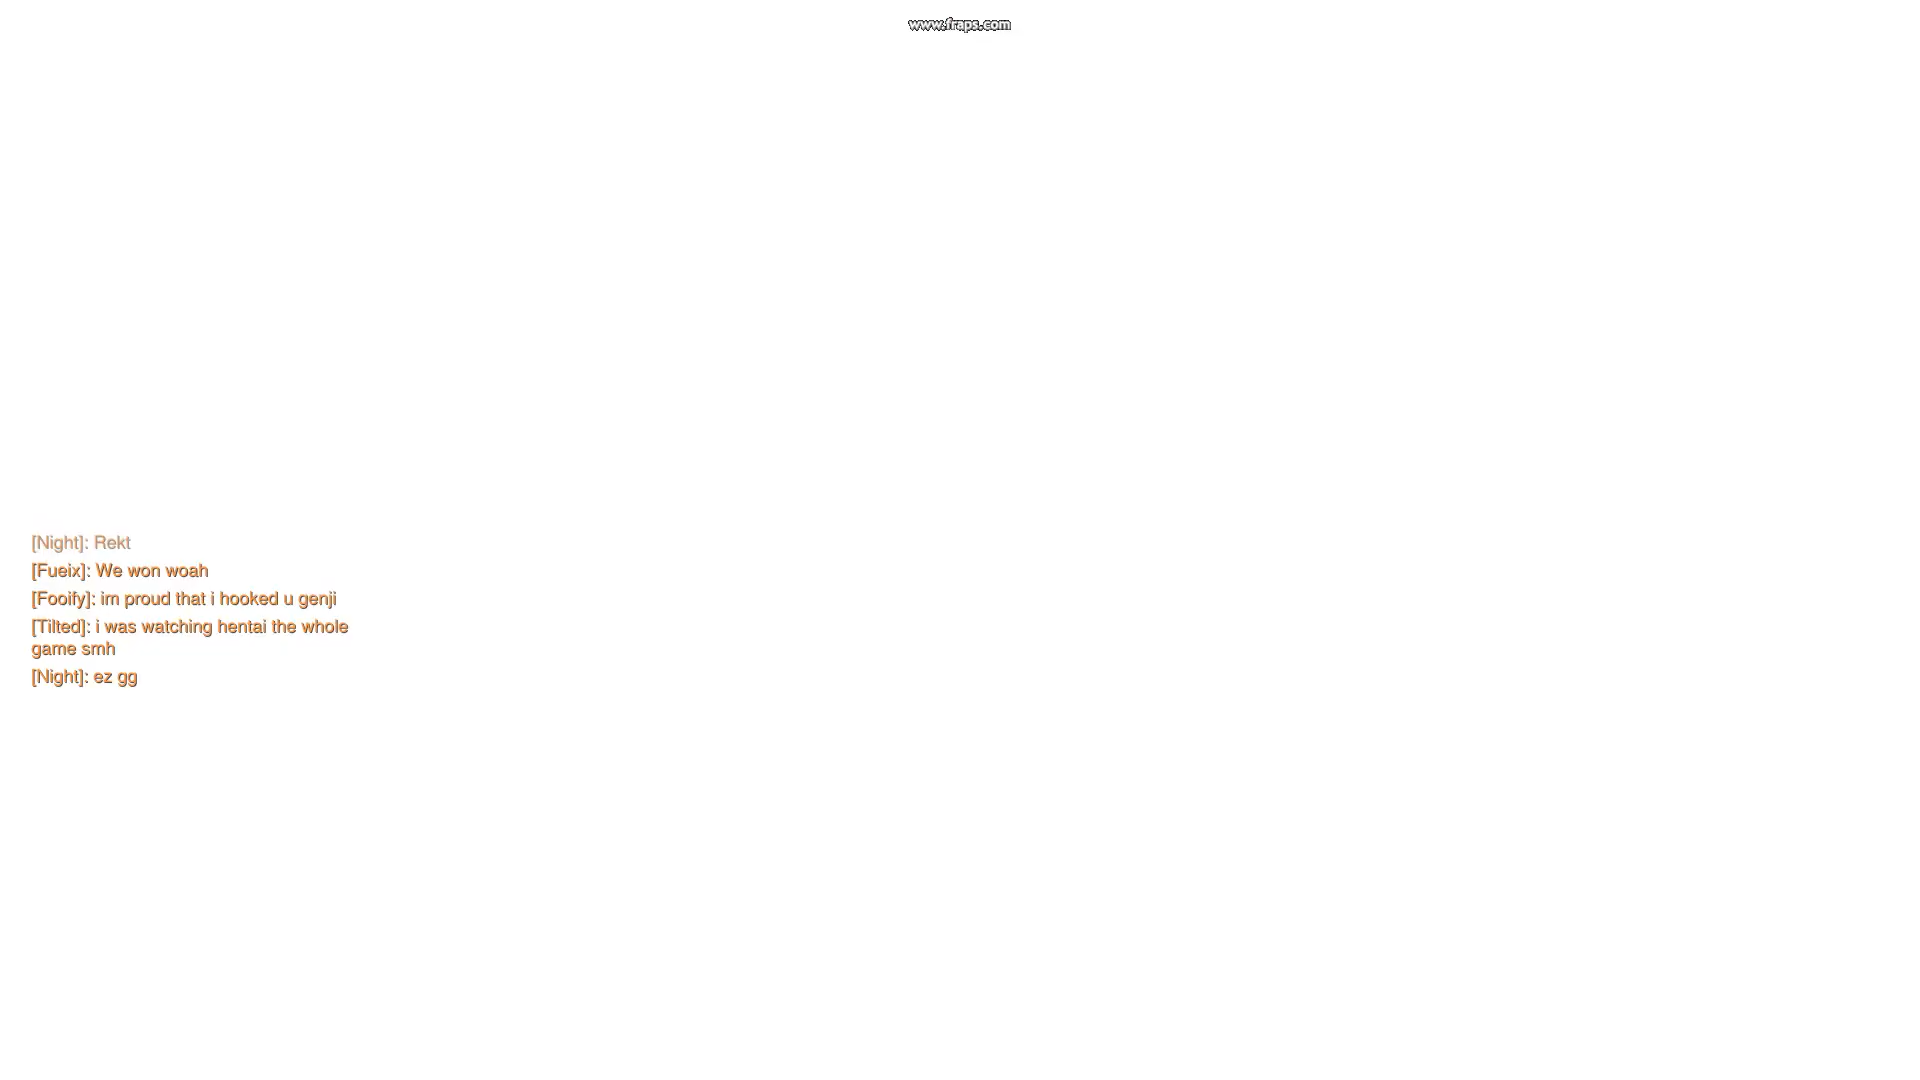 www.fraps.com
[Night]: Rekt
[Fueix]: We won woah
[Fooify]: im proud that i hooked u genji
[Tilted]: i was watching hentai the whole
game smh
[Night]: ez gg